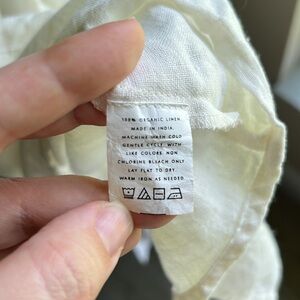 100% ORGANIC LINEN.
MADE IN INDIA.
MACHINE WASH COLD
GENTLE CYCLE. WITH
LIKE COLORS. NON
CHLORINE BLEACH ONLY
LAY FLAT TO DRY.
WARM IRON AS NEEDED.